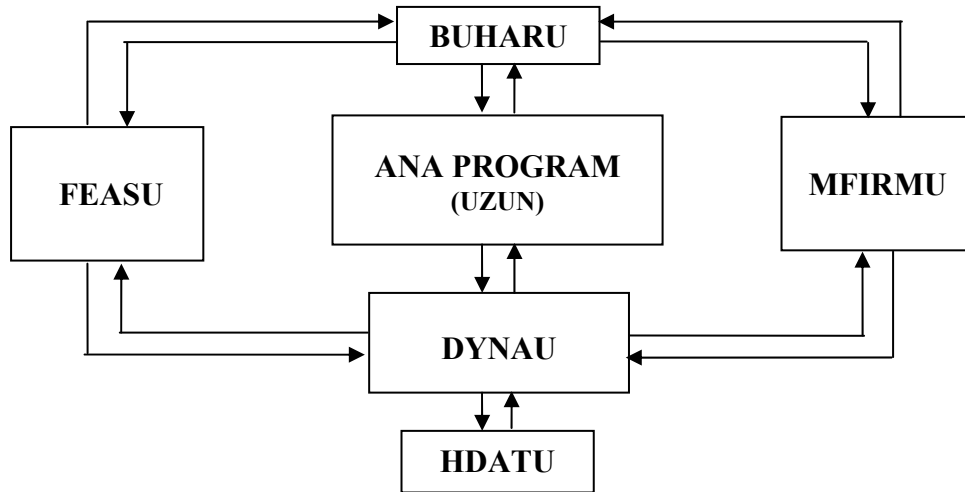 BUHARU
ANA PROGRAM
(UZUN)
FEASU
MFIRMU
DYNAU
HDATU